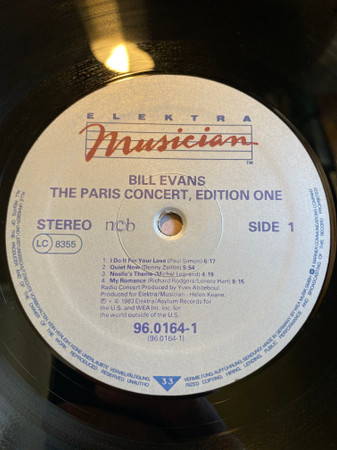 ELEKTRA
Musician
TM
BILL EVANS
THE PARIS CONCERT, EDITION ONE
STEREO ncb SIDE 1
LC 8355
1. I Do It For Your Love (Paul Simon) 6:17
2. Quiet Now (Denny Zeitlin) 5:54
3. Noelle's Theme (Michel Legrand) 4:19
4. My Romance (Richard Rodgers/Lorenz Hart) 9:15
Radio Concert Produced by Yves Abiteboul.
Produced for Elektra/Musician - Helen Keane.
℗ + © 1983 Elektra/Asylum Records for
the U.S. and WEA Int. Inc. for
the world outside of the U.S.
96.0164-1
(96.0164-1)
33